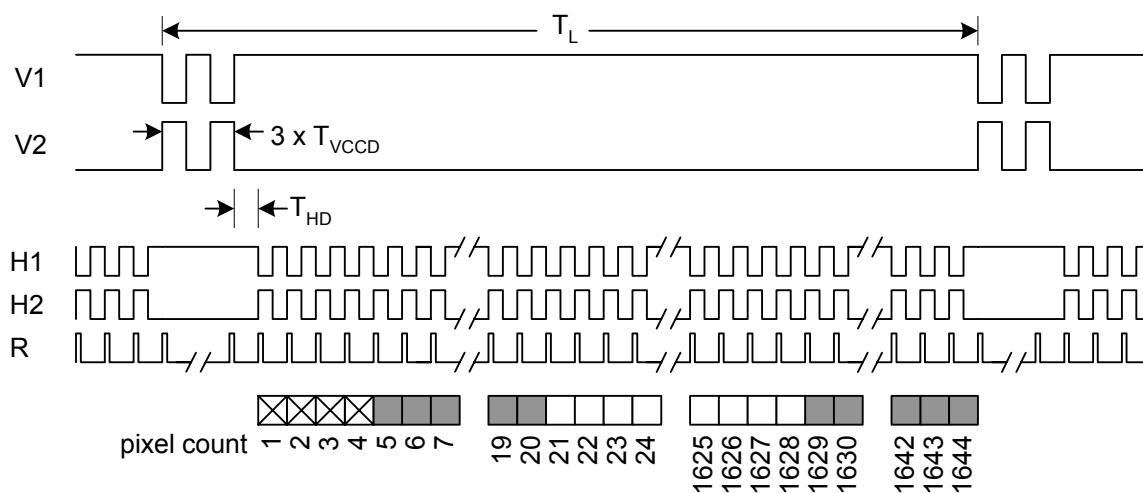 T_L
V1
V2
3 x T_VCCD
T_HD
H1
H2
R
pixel count
1 2 3 4 5 6 7 19 20 21 22 23 24 1625 1626 1627 1628 1629 1630 1642 1643 1644